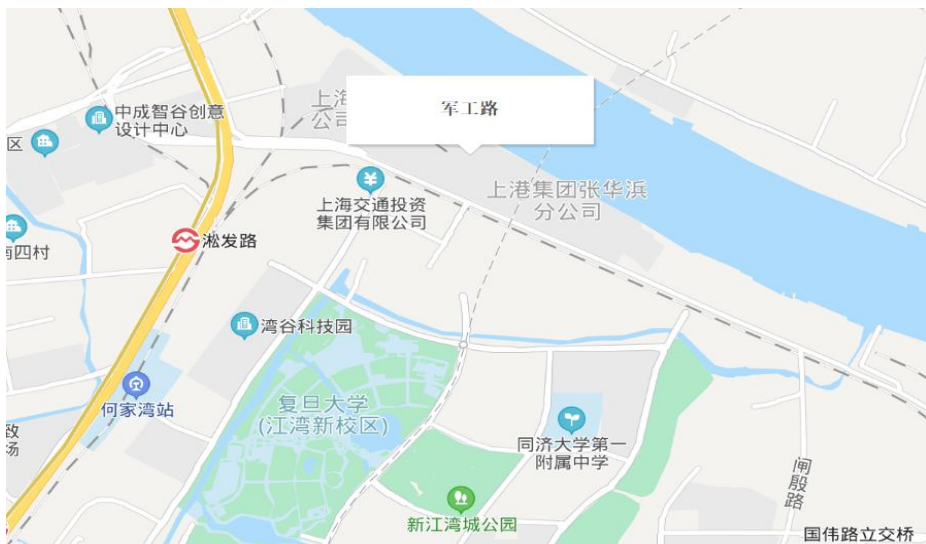 军工路
上海
公司
中成智谷创意
设计中心
区
上海交通投资
集团有限公司
上港集团张华浜
分公司
淞发路
南四村
湾谷科技园
何家湾站
复旦大学
(江湾新校区)
同济大学第一
附属中学
新江湾城公园
闸殷路
国伟路立交桥
场